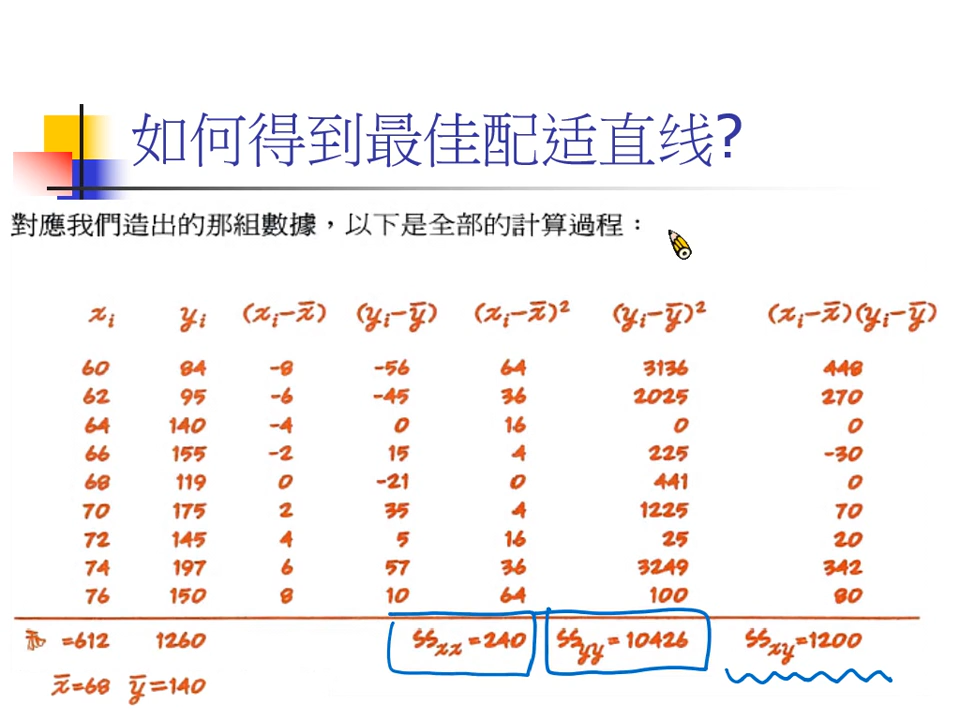 如何得到最佳配适直线?
對應我們造出的那組數據，以下是全部的計算過程：
xᵢ yᵢ (xᵢ-x̄) (yᵢ-ȳ) (xᵢ-x̄)² (yᵢ-ȳ)² (xᵢ-x̄)(yᵢ-ȳ)
60 84 -8 -56 64 3136 448
62 95 -6 -45 36 2025 270
64 140 -4 0 16 0 0
66 155 -2 15 4 225 -30
68 119 0 -21 0 441 0
70 175 2 35 4 1225 70
72 145 4 5 16 25 20
74 197 6 57 36 3249 342
76 150 8 10 64 100 80
=612 1260 SSxx=240 SSyy=10426 SSxy=1200
x̄=68 ȳ=140